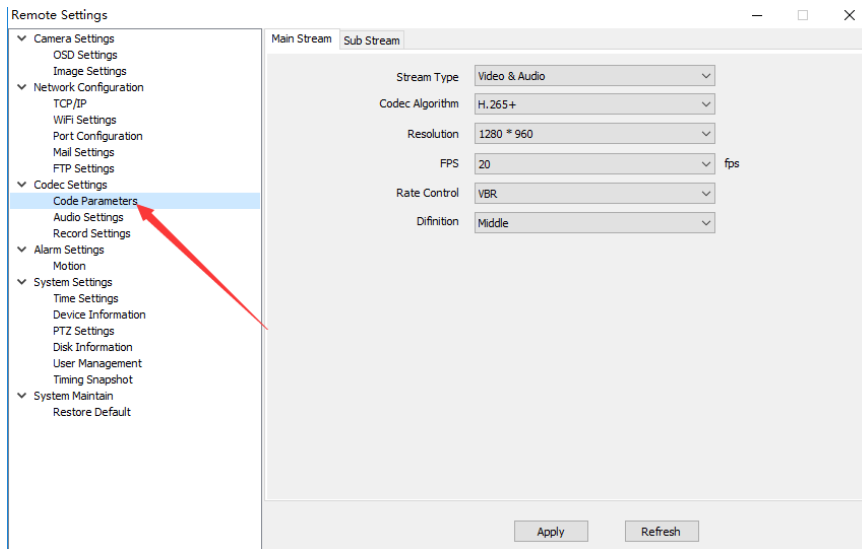 Remote Settings
Camera Settings
OSD Settings
Image Settings
Network Configuration
TCP/IP
WiFi Settings
Port Configuration
Mail Settings
FTP Settings
Codec Settings
Code Parameters
Audio Settings
Record Settings
Alarm Settings
Motion
System Settings
Time Settings
Device Information
PTZ Settings
Disk Information
User Management
Timing Snapshot
System Maintain
Restore Default
Main Stream Sub Stream
Stream Type Video & Audio
Codec Algorithm H.265+
Resolution 1280 * 960
FPS 20 fps
Rate Control VBR
Difinition Middle
Apply Refresh